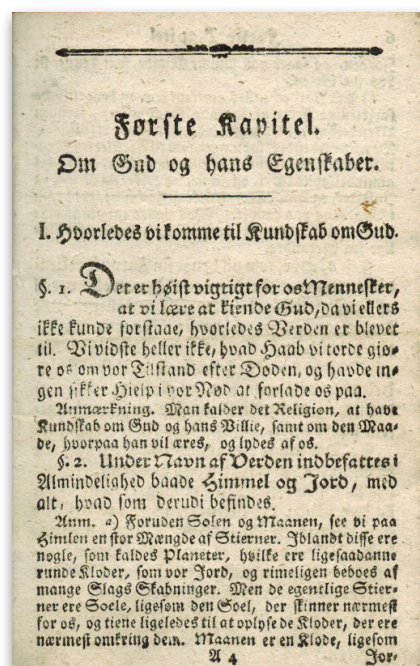 Første Kapitel.
Om Gud og hans Egenskaber.
I. Hvorledes vi komme til Kundskab om Gud.
§. 1. Det er høist vigtigt for os Mennesker,
at vi lære at kiende Gud, da vi ellers
ikke kunde forstaae, hvorledes Verden er blevet
til. Vi vidste heller ikke, hvad Haab vi torde giø-
re os om vor Tilstand efter Døden, og havde in-
gen sikker Hielp i vor Nød at forlade os paa.
Anmærkning. Man kalder det Religion, at have
Kundskab om Gud og hans Villie, samt om den Maa-
de, hvorpaa han vil æres, og lydes af os.
§. 2. Under Navn af Verden indbefattes i
Almindelighed baade Himmel og Jord, med
alt, hvad som derudi befindes.
Anm. a) Foruden Solen og Maanen, see vi paa
Himlen en stor Mængde af Stierner. Iblandt disse ere
nogle, som kaldes Planeter, hvilke ere ligesaadanne
runde Kloder, som vor Jord, og rimeligen beboes af
mange Slags Skabninger. Men de egentlige Stier-
ner ere Soele, ligesom den Soel, der skinner nærmest
for os, og tiene ligeledes til at oplyse de Kloder, der ere
nærmest omkring dem. Maanen er en Klode, ligesom
A 4
Jor-